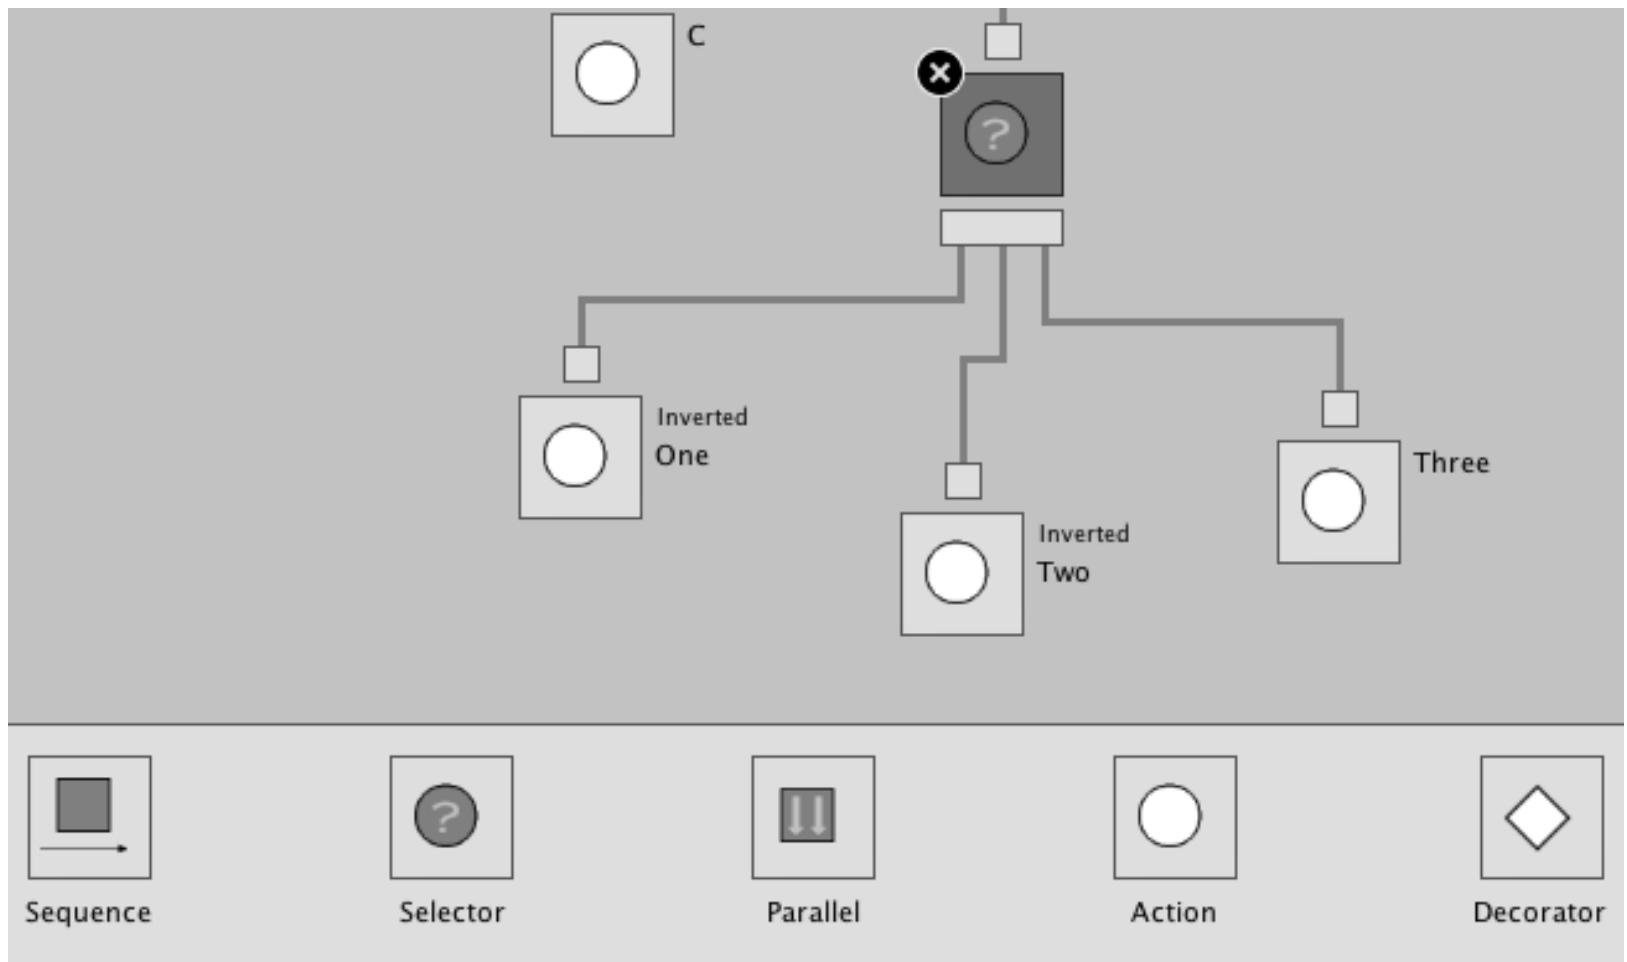 C
?
Inverted
One
Three
Inverted
Two
?
Sequence
Selector
Parallel
Action
Decorator